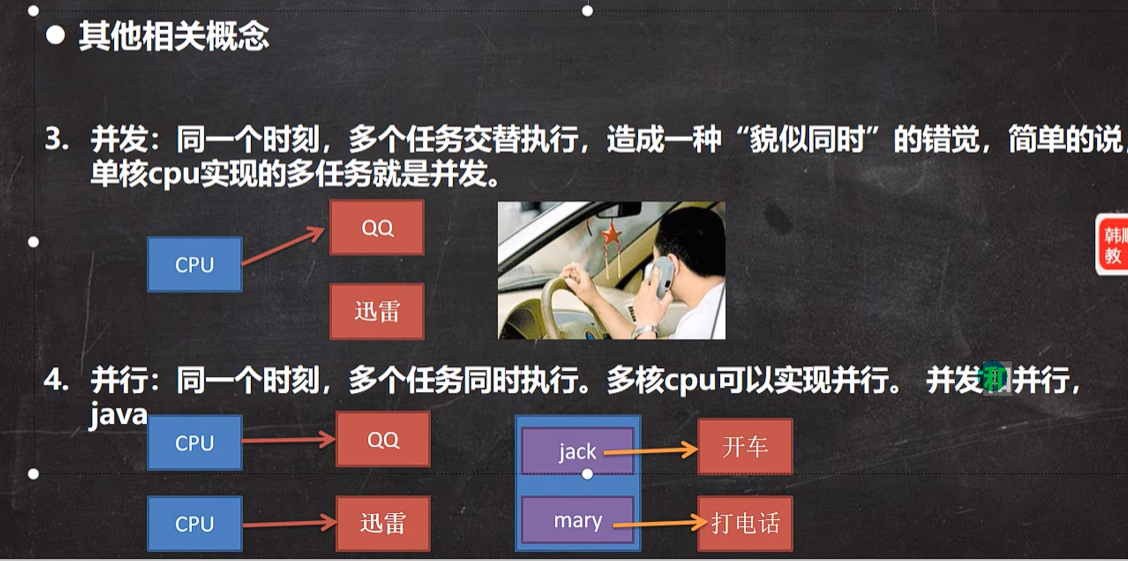 其他相关概念
3. 并发：同一个时刻，多个任务交替执行，造成一种“貌似同时”的错觉，简单的说，
单核cpu实现的多任务就是并发。
QQ
CPU
迅雷
4. 并行：同一个时刻，多个任务同时执行。多核cpu可以实现并行。 并发和并行，
java
CPU
QQ
jack
开车
CPU
迅雷
mary
打电话
韩顺
教